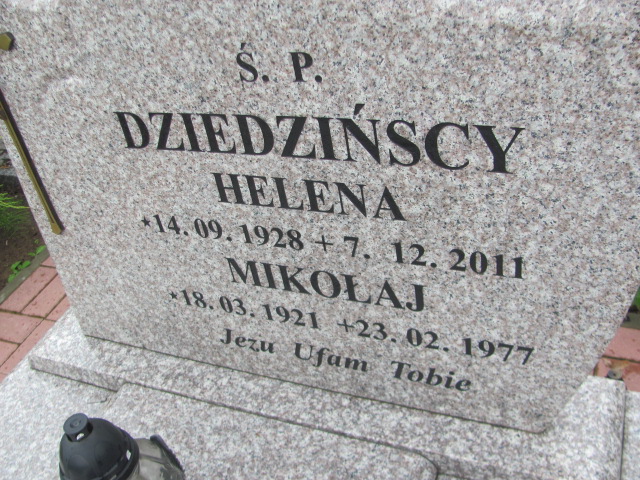 Ś. P.
DZIEDZIŃSCY
HELENA
*14.09.1928 + 7. 12. 2011
MIKOŁAJ
*18.03.1921 +23.02.1977
Jezu Ufam Tobie